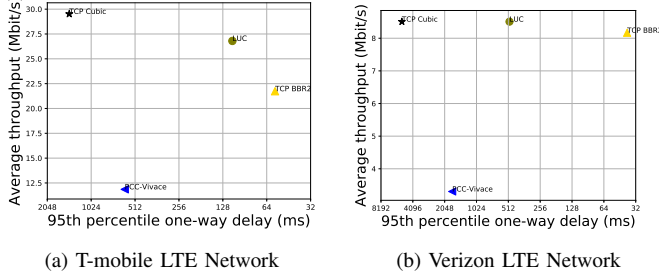 Average throughput (Mbit/s)
30.0
27.5
25.0
22.5
20.0
17.5
15.0
12.5
TCP Cubic
LUC
TCP BBR2
PCC-Vivace
2048 1024 512 256 128 64 32
95th percentile one-way delay (ms)
(a) T-mobile LTE Network
Average throughput (Mbit/s)
8
7
6
5
4
TCP Cubic
LUC
TCP BBR2
PCC-Vivace
8192 4096 2048 1024 512 256 128 64 32
95th percentile one-way delay (ms)
(b) Verizon LTE Network